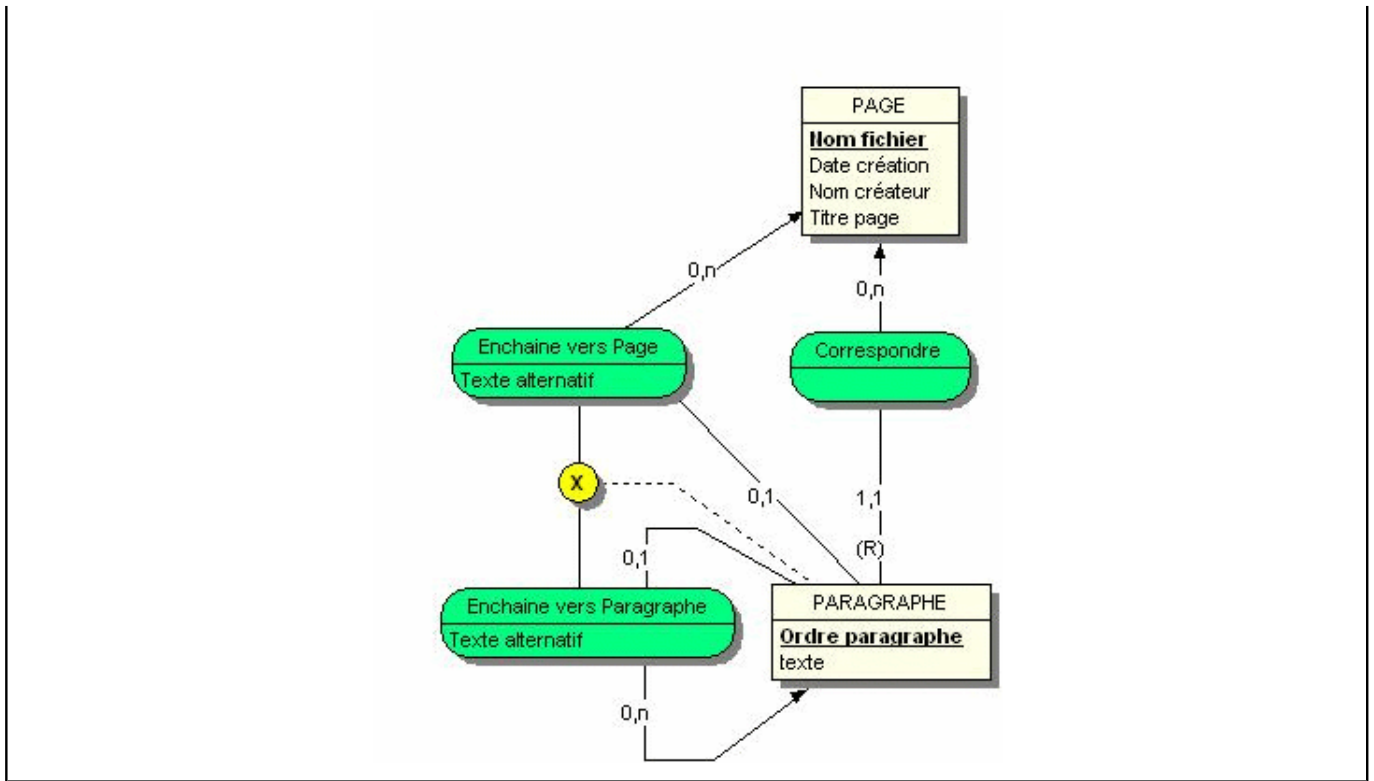 PAGE
Nom fichier
Date création
Nom créateur
Titre page
0,n
0,n
Enchaine vers Page
Texte alternatif
Correspondre
X
0,1
1,1
(R)
0,1
Enchaine vers Paragraphe
Texte alternatif
PARAGRAPHE
Ordre paragraphe
texte
0,n